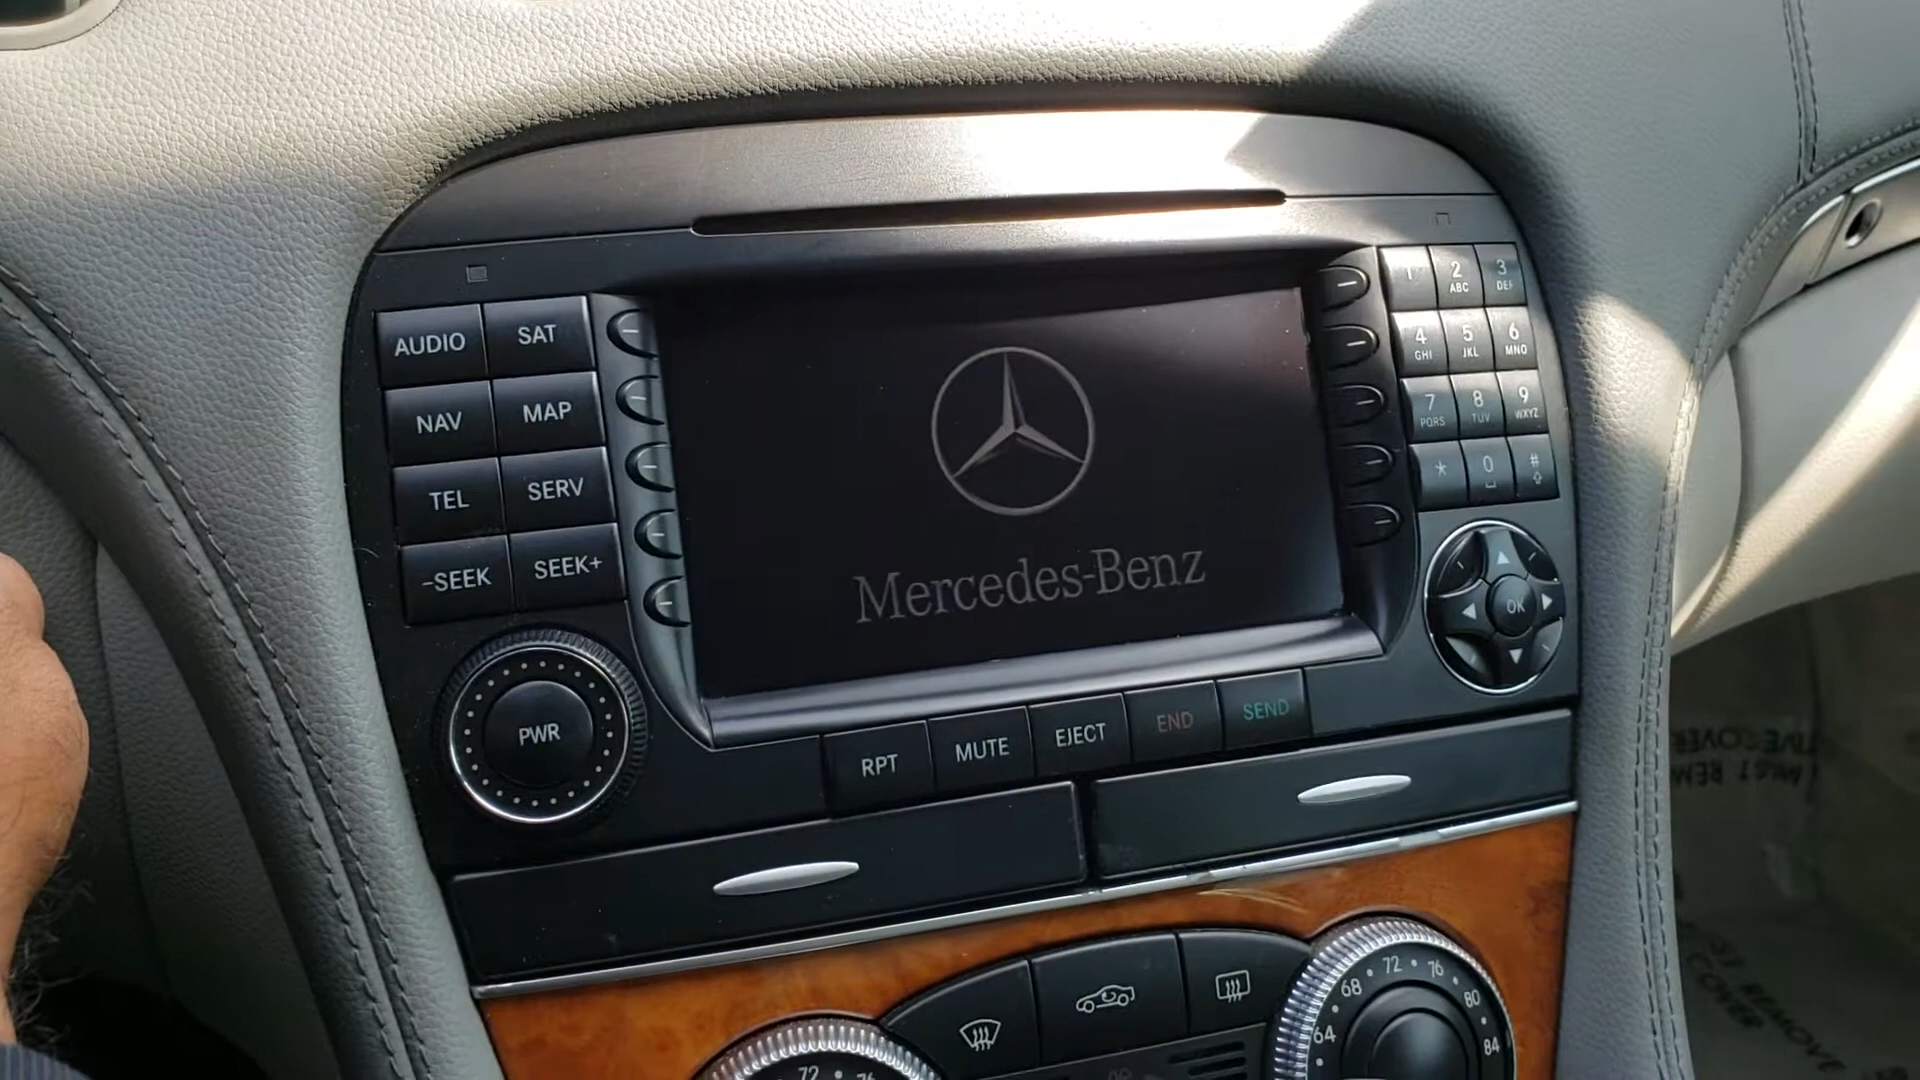 AUDIO
SAT
NAV
MAP
TEL
SERV
-SEEK
SEEK+
PWR
Mercedes-Benz
RPT
MUTE
EJECT
END
SEND
1
2
ABC
3
DEF
4
GHI
5
JKL
6
MNO
7
PQRS
8
TUV
9
WXYZ
*
0
#
OK
64
68
72
76
80
84
72
76